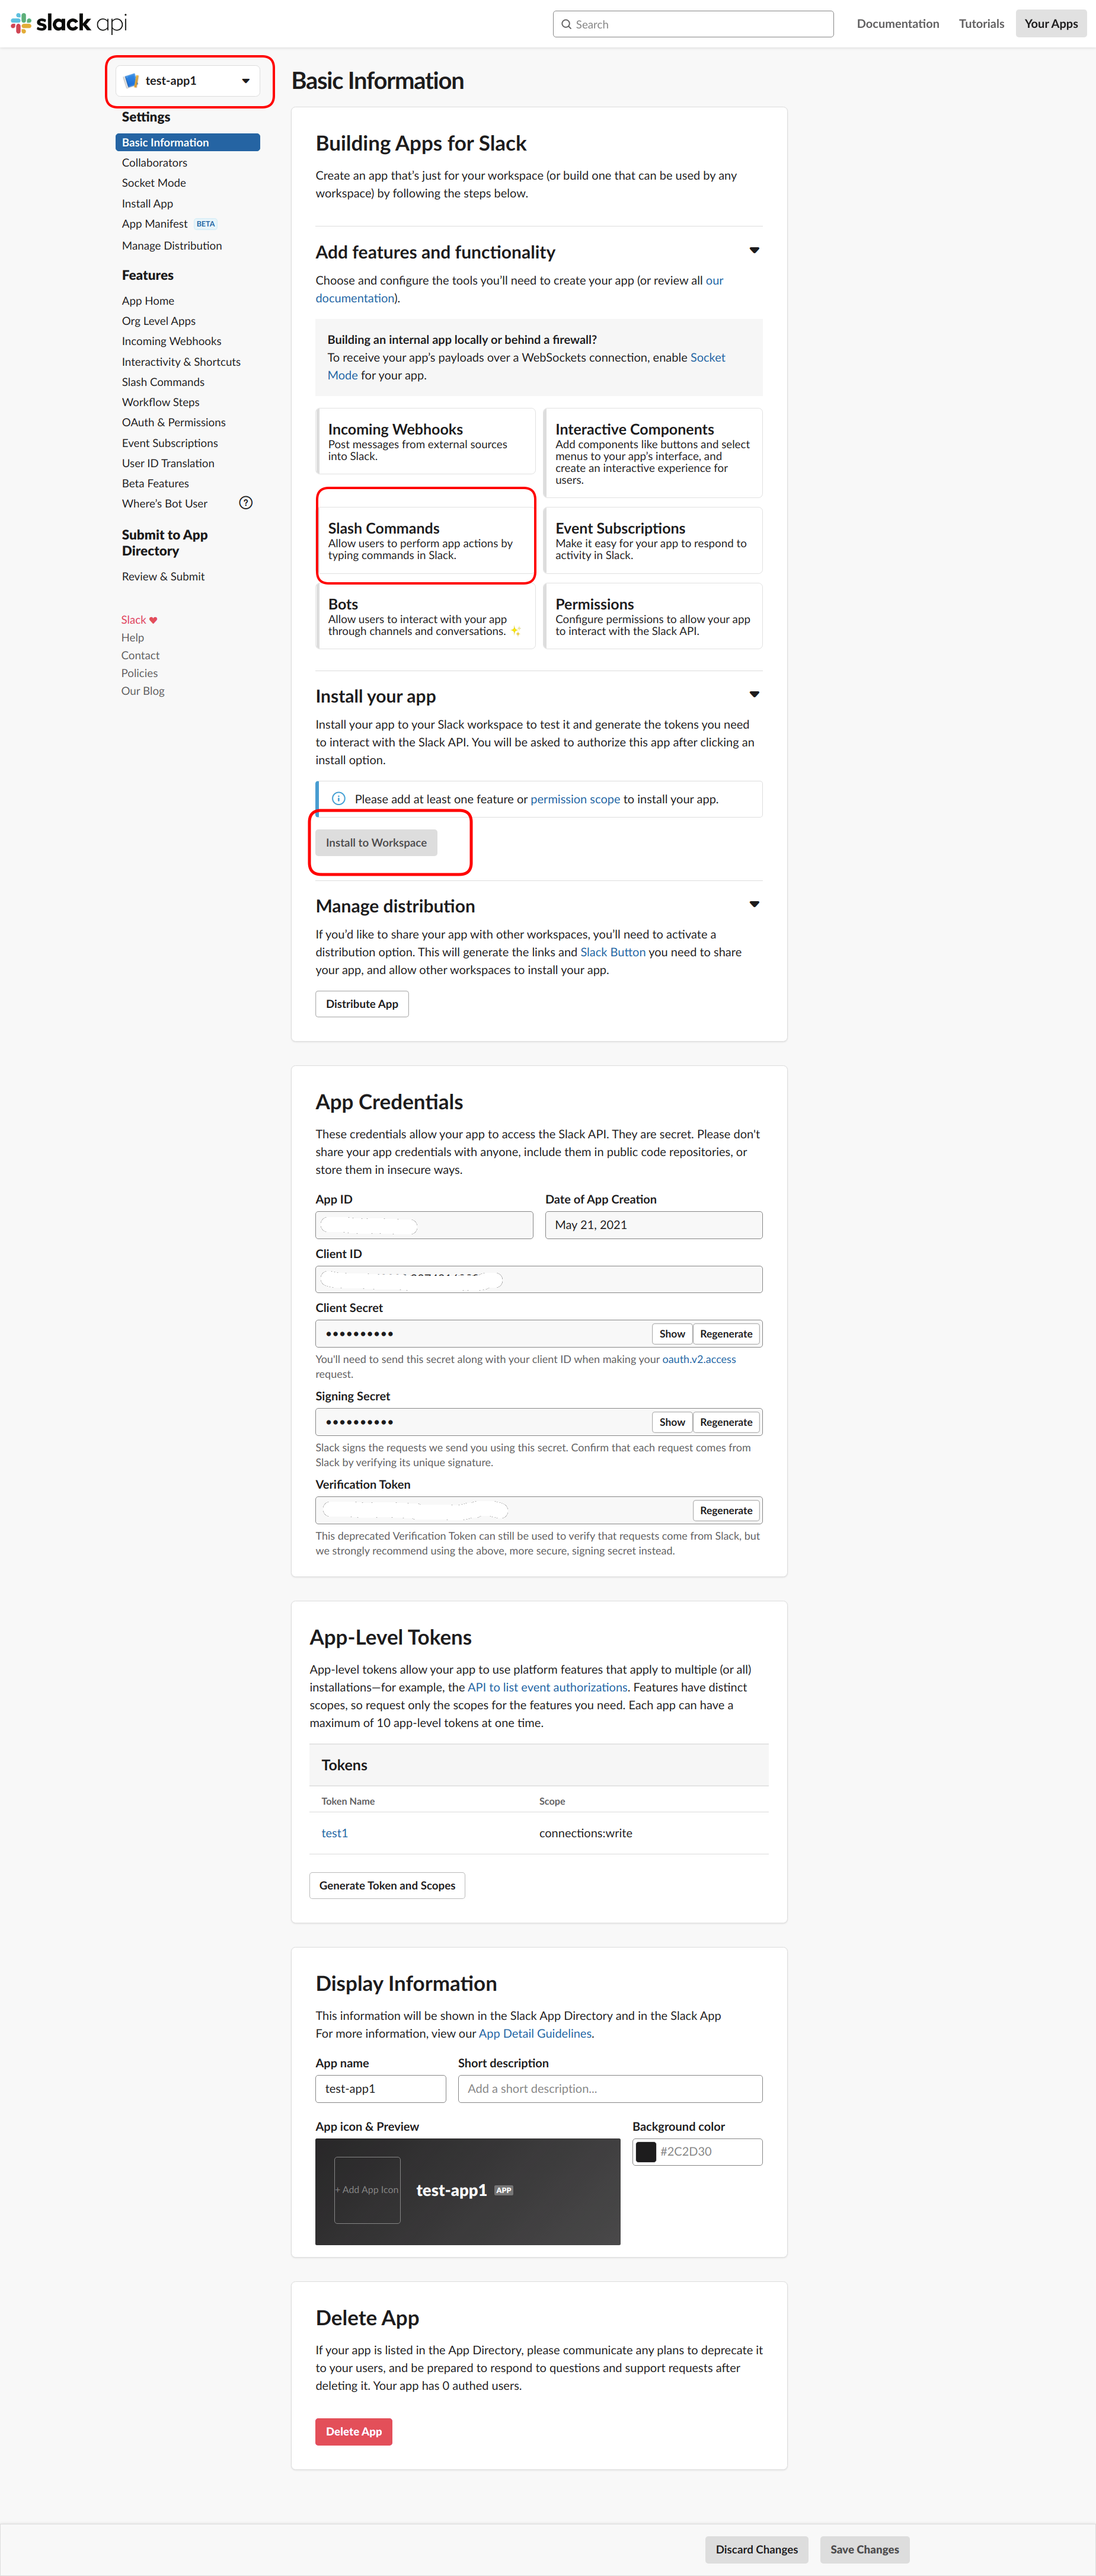 slack api
Search
Documentation
Tutorials
Your Apps
test-app1
Settings
Basic Information
Collaborators
Socket Mode
Install App
App Manifest BETA
Manage Distribution
Features
App Home
Org Level Apps
Incoming Webhooks
Interactivity & Shortcuts
Slash Commands
Workflow Steps
OAuth & Permissions
Event Subscriptions
User ID Translation
Beta Features
Where's Bot User ?
Submit to App
Directory
Review & Submit
Slack ♥
Help
Contact
Policies
Our Blog
Basic Information
Building Apps for Slack
Create an app that's just for your workspace (or build one that can be used by any
workspace) by following the steps below.
Add features and functionality
Choose and configure the tools you'll need to create your app (or review all our
documentation).
Building an internal app locally or behind a firewall?
To receive your app's payloads over a WebSockets connection, enable Socket
Mode for your app.
Incoming Webhooks
Post messages from external sources
into Slack.
Interactive Components
Add components like buttons and select
menus to your app's interface, and
create an interactive experience for
users.
Slash Commands
Allow users to perform app actions by
typing commands in Slack.
Event Subscriptions
Make it easy for your app to respond to
activity in Slack.
Bots
Allow users to interact with your app
through channels and conversations. ✨
Permissions
Configure permissions to allow your app
to interact with the Slack API.
Install your app
Install your app to your Slack workspace to test it and generate the tokens you need
to interact with the Slack API. You will be asked to authorize this app after clicking an
install option.
Please add at least one feature or permission scope to install your app.
Install to Workspace
Manage distribution
If you'd like to share your app with other workspaces, you'll need to activate a
distribution option. This will generate the links and Slack Button you need to share
your app, and allow other workspaces to install your app.
Distribute App
App Credentials
These credentials allow your app to access the Slack API. They are secret. Please don't
share your app credentials with anyone, include them in public code repositories, or
store them in insecure ways.
App ID
Date of App Creation
May 21, 2021
Client ID
Client Secret
••••••••••
Show
Regenerate
You'll need to send this secret along with your client ID when making your oauth.v2.access
request.
Signing Secret
••••••••••
Show
Regenerate
Slack signs the requests we send you using this secret. Confirm that each request comes from
Slack by verifying its unique signature.
Verification Token
Regenerate
This deprecated Verification Token can still be used to verify that requests come from Slack, but
we strongly recommend using the above, more secure, signing secret instead.
App-Level Tokens
App-level tokens allow your app to use platform features that apply to multiple (or all)
installations—for example, the API to list event authorizations. Features have distinct
scopes, so request only the scopes for the features you need. Each app can have a
maximum of 10 app-level tokens at one time.
Tokens
Token Name
Scope
test1
connections:write
Generate Token and Scopes
Display Information
This information will be shown in the Slack App Directory and in the Slack App
For more information, view our App Detail Guidelines.
App name
Short description
test-app1
Add a short description...
App icon & Preview
Background color
#2C2D30
+ Add App Icon
test-app1 APP
Delete App
If your app is listed in the App Directory, please communicate any plans to deprecate it
to your users, and be prepared to respond to questions and support requests after
deleting it. Your app has 0 authed users.
Delete App
Discard Changes
Save Changes